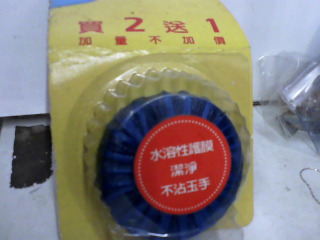 買2送1
加量不加價
水溶性護膜
潔淨
不沾玉手